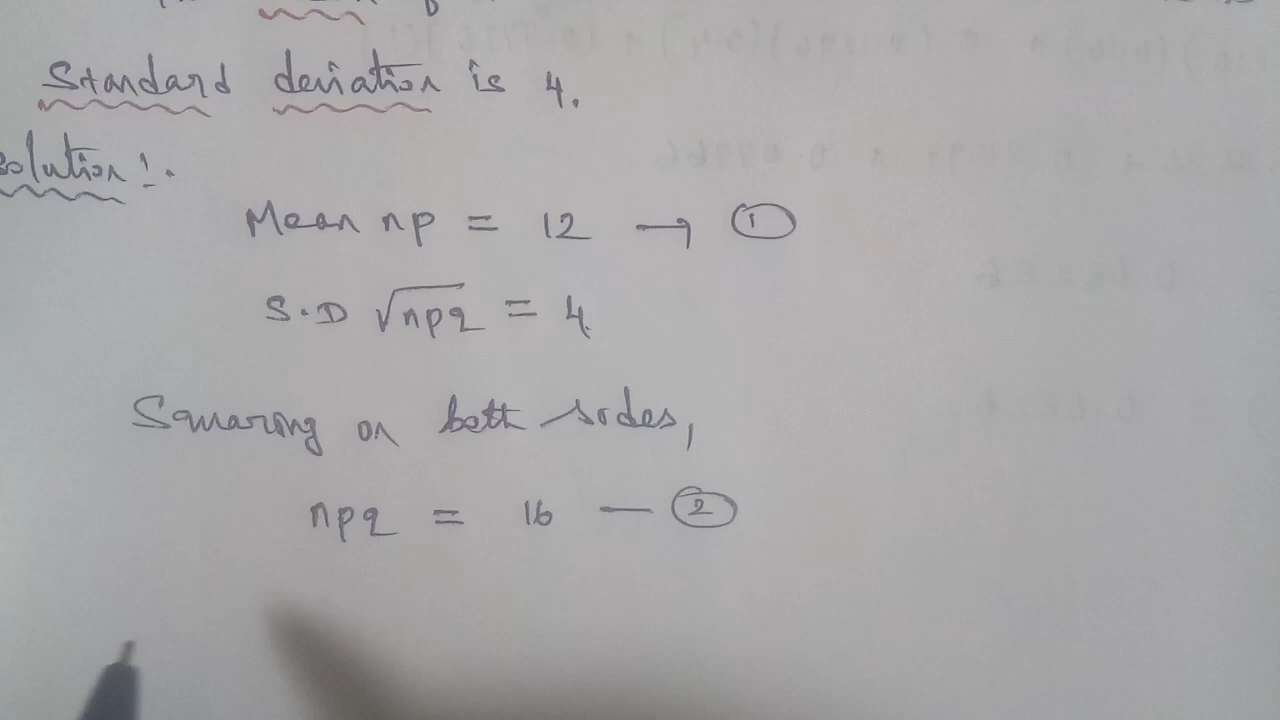 Standard deviation is 4.
Solution:.
Mean np = 12 → ①
S.D √npq = 4.
Squaring on both sides,
npq = 16 — ②